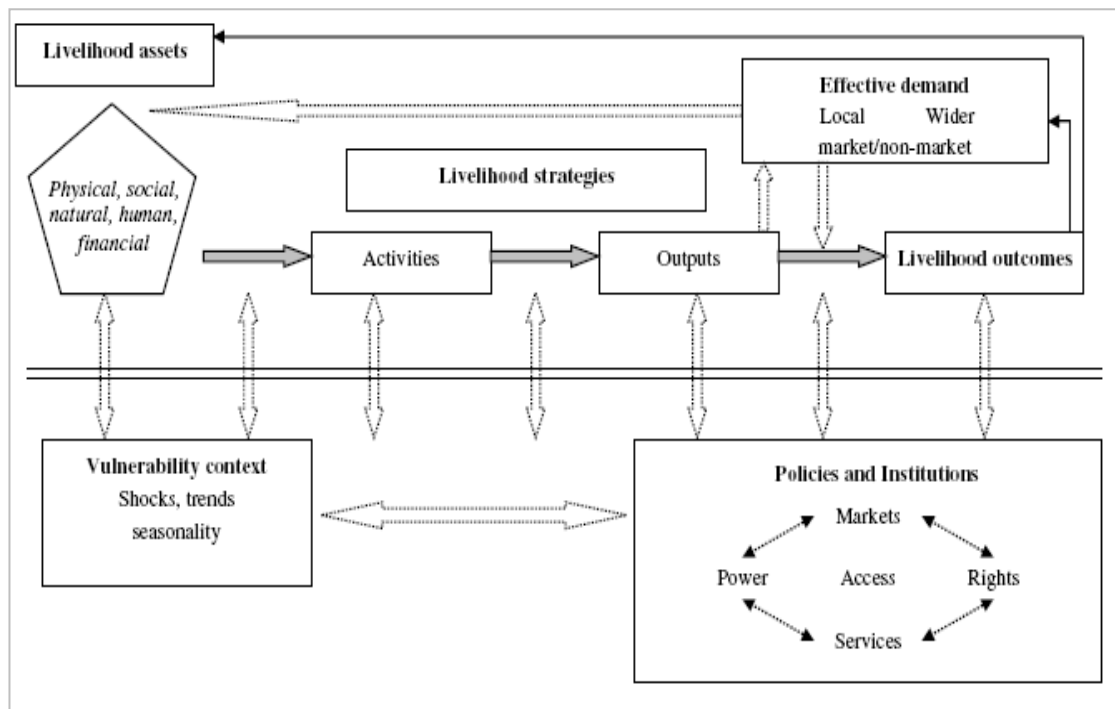 Livelihood assets
Effective demand
Local Wider
market/non-market
Livelihood strategies
Physical, social,
natural, human,
financial
Activities
Outputs
Livelihood outcomes
Vulnerability context
Shocks, trends
seasonality
Policies and Institutions
Markets
Power Access Rights
Services